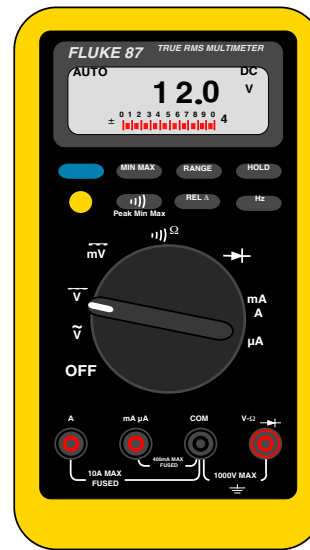 FLUKE 87 TRUE RMS MULTIMETER
AUTO DC
12.0 V
0 1 2 3 4 5 6 7 8 9 0
± 4
MIN MAX RANGE HOLD
REL Δ Hz
Peak Min Max
Ω
mV
V
mA
A
Ṽ
µA
OFF
A mA µA COM V-Ω
400mA MAX
FUSED
10A MAX
FUSED
1000V MAX